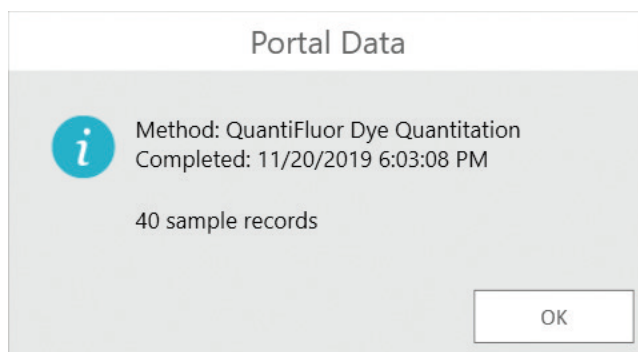 Portal Data
Method: QuantiFluor Dye Quantitation
Completed: 11/20/2019 6:03:08 PM
40 sample records
OK